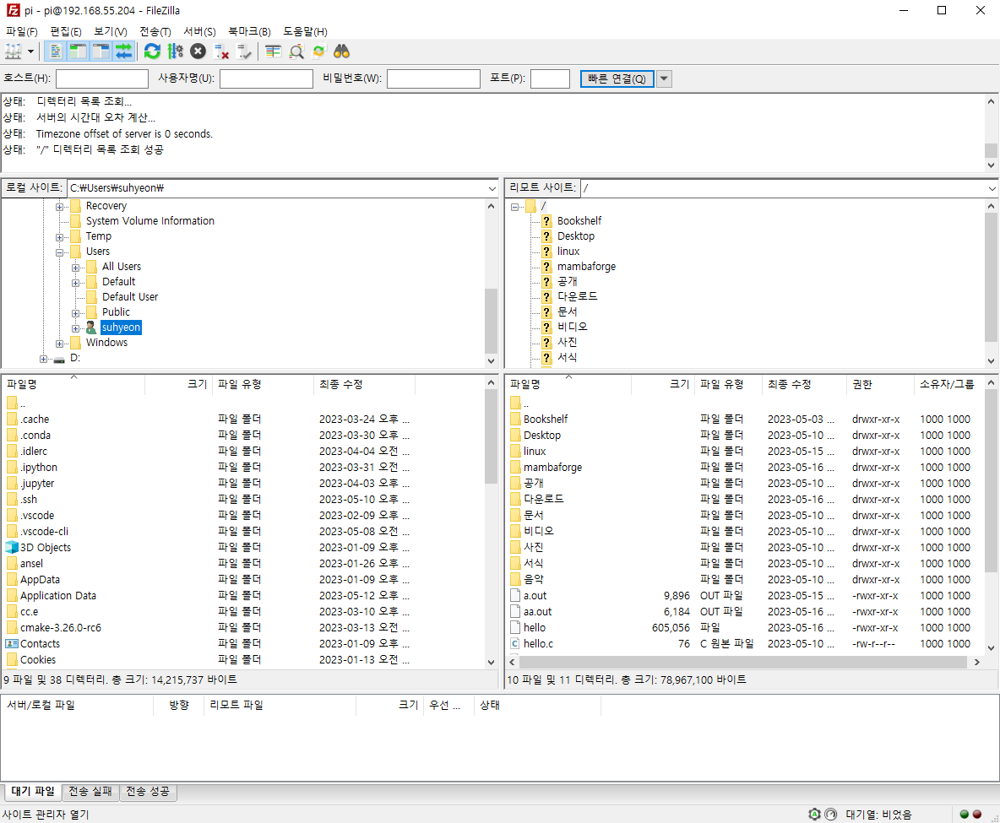 pi - pi@192.168.55.204 - FileZilla
파일(F) 편집(E) 보기(V) 전송(T) 서버(S) 북마크(B) 도움말(H)
호스트(H): 사용자명(U): 비밀번호(W): 포트(P): 빠른 연결(Q)
상태: 디렉터리 목록 조회...
상태: 서버의 시간대 오차 계산...
상태: Timezone offset of server is 0 seconds.
상태: "/" 디렉터리 목록 조회 성공
로컬 사이트: C:₩Users₩suhyeon₩
Recovery
System Volume Information
Temp
Users
All Users
Default
Default User
Public
suhyeon
Windows
D:
리모트 사이트: /
/
Bookshelf
Desktop
linux
mambaforge
공개
다운로드
문서
비디오
사진
서식
파일명 크기 파일 유형 최종 수정
..
.cache 파일 폴더 2023-03-24 오후 ...
.conda 파일 폴더 2023-03-30 오후 ...
.idlerc 파일 폴더 2023-04-04 오전 ...
.ipython 파일 폴더 2023-03-31 오전 ...
.jupyter 파일 폴더 2023-04-03 오후 ...
.ssh 파일 폴더 2023-05-10 오후 ...
.vscode 파일 폴더 2023-02-09 오후 ...
.vscode-cli 파일 폴더 2023-05-08 오전 ...
3D Objects 파일 폴더 2023-01-09 오후 ...
ansel 파일 폴더 2023-01-26 오후 ...
AppData 파일 폴더 2023-01-09 오후 ...
Application Data 파일 폴더 2023-05-12 오후 ...
cc.e 파일 폴더 2023-03-10 오후 ...
cmake-3.26.0-rc6 파일 폴더 2023-03-13 오전 ...
Contacts 파일 폴더 2023-01-09 오후 ...
Cookies 파일 폴더 2023-01-13 오전 ...
9 파일 및 38 디렉터리. 총 크기: 14,215,737 바이트
파일명 크기 파일 유형 최종 수정 권한 소유자/그룹
..
Bookshelf 파일 폴더 2023-05-03 ... drwxr-xr-x 1000 1000
Desktop 파일 폴더 2023-05-10 ... drwxr-xr-x 1000 1000
linux 파일 폴더 2023-05-15 ... drwxr-xr-x 1000 1000
mambaforge 파일 폴더 2023-05-16 ... drwxr-xr-x 1000 1000
공개 파일 폴더 2023-05-10 ... drwxr-xr-x 1000 1000
다운로드 파일 폴더 2023-05-16 ... drwxr-xr-x 1000 1000
문서 파일 폴더 2023-05-10 ... drwxr-xr-x 1000 1000
비디오 파일 폴더 2023-05-10 ... drwxr-xr-x 1000 1000
사진 파일 폴더 2023-05-10 ... drwxr-xr-x 1000 1000
서식 파일 폴더 2023-05-10 ... drwxr-xr-x 1000 1000
음악 파일 폴더 2023-05-10 ... drwxr-xr-x 1000 1000
a.out 9,896 OUT 파일 2023-05-15 ... -rwxr-xr-x 1000 1000
aa.out 6,184 OUT 파일 2023-05-16 ... -rwxr-xr-x 1000 1000
hello 605,056 파일 2023-05-16 ... -rwxr-xr-x 1000 1000
hello.c 76 C 원본 파일 2023-05-10 ... -rw-r--r-- 1000 1000
10 파일 및 11 디렉터리. 총 크기: 78,967,100 바이트
서버/로컬 파일 방향 리모트 파일 크기 우선 ... 상태
대기 파일 전송 실패 전송 성공
사이트 관리자 열기 대기열: 비었음